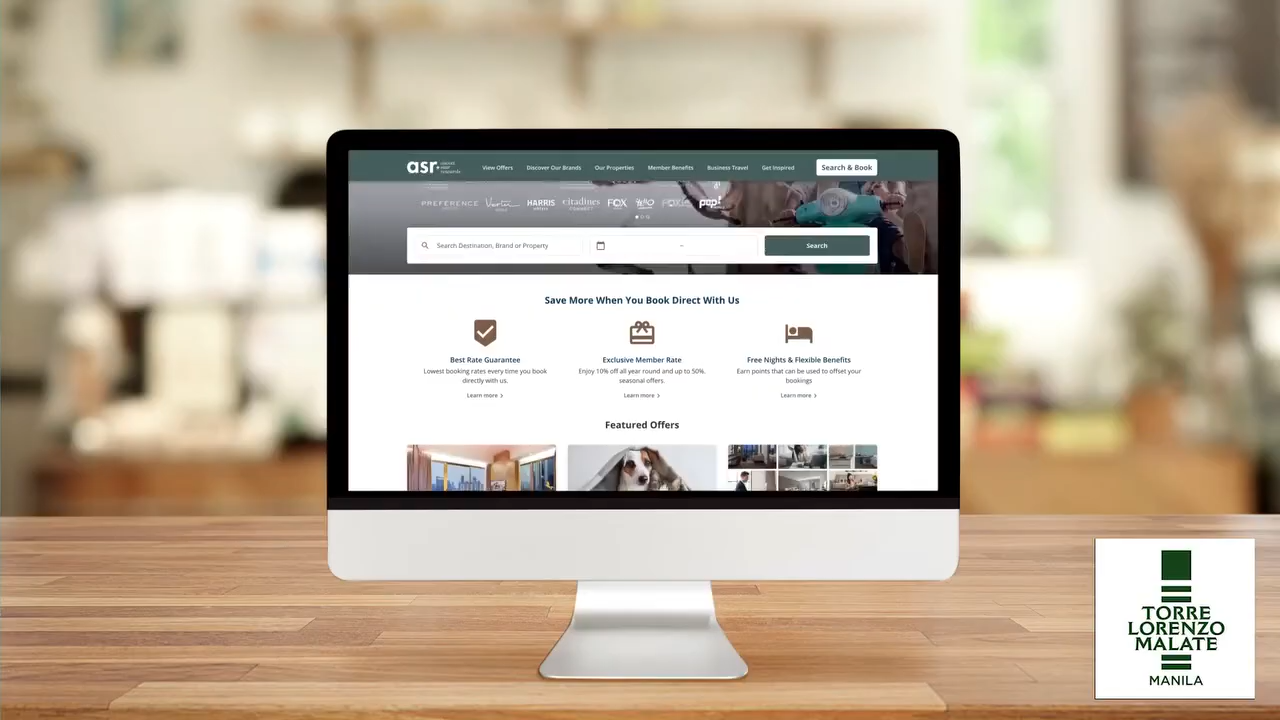 asr
View Offers
Discover Our Brands
Our Properties
Member Benefits
Business Travel
Get Inspired
Search & Book
PREFERENCE
HARRIS
citadines
CONNECT
FOX
YELLO
FOXLITE
pop!
Search Destination, Brand or Property
–
Search
Save More When You Book Direct With Us
Best Rate Guarantee
Lowest booking rates every time you book
directly with us.
Learn more >
Exclusive Member Rate
Enjoy 10% off all year round and up to 50%.
seasonal offers.
Learn more >
Free Nights & Flexible Benefits
Earn points that can be used to offset your
bookings
Learn more >
Featured Offers
TORRE
LORENZO
MALATE
MANILA